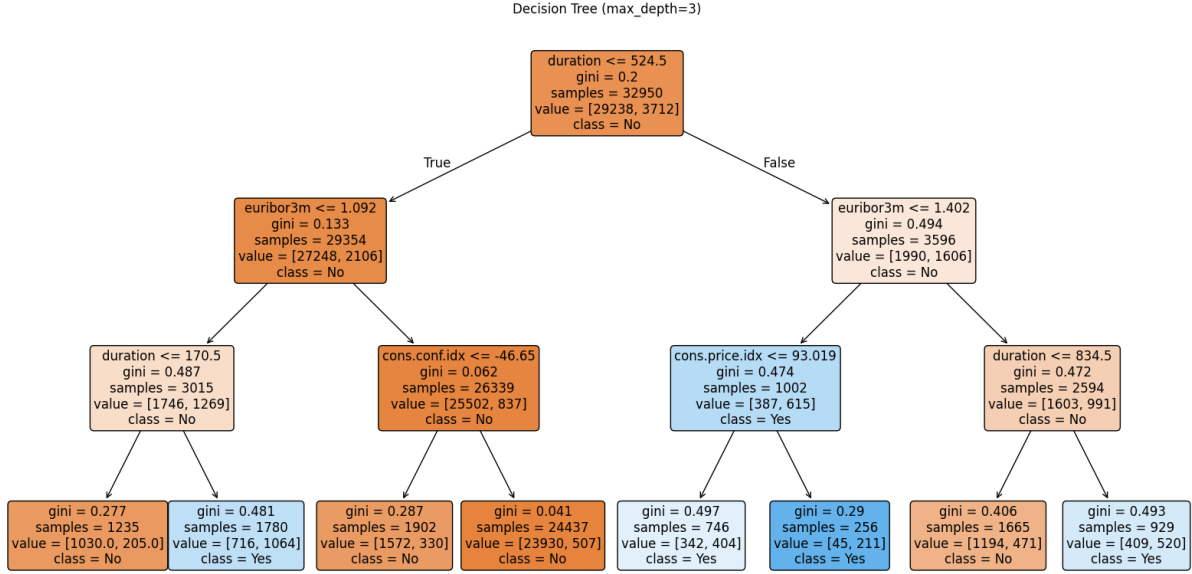 Decision Tree (max_depth=3)
duration <= 524.5
gini = 0.2
samples = 32950
value = [29238, 3712]
class = No
True
False
euribor3m <= 1.092
gini = 0.133
samples = 29354
value = [27248, 2106]
class = No
euribor3m <= 1.402
gini = 0.494
samples = 3596
value = [1990, 1606]
class = No
duration <= 170.5
gini = 0.487
samples = 3015
value = [1746, 1269]
class = No
cons.conf.idx <= -46.65
gini = 0.062
samples = 26339
value = [25502, 837]
class = No
cons.price.idx <= 93.019
gini = 0.474
samples = 1002
value = [387, 615]
class = Yes
duration <= 834.5
gini = 0.472
samples = 2594
value = [1603, 991]
class = No
gini = 0.277
samples = 1235
value = [1030.0, 205.0]
class = No
gini = 0.481
samples = 1780
value = [716, 1064]
class = Yes
gini = 0.287
samples = 1902
value = [1572, 330]
class = No
gini = 0.041
samples = 24437
value = [23930, 507]
class = No
gini = 0.497
samples = 746
value = [342, 404]
class = Yes
gini = 0.29
samples = 256
value = [45, 211]
class = Yes
gini = 0.406
samples = 1665
value = [1194, 471]
class = No
gini = 0.493
samples = 929
value = [409, 520]
class = Yes